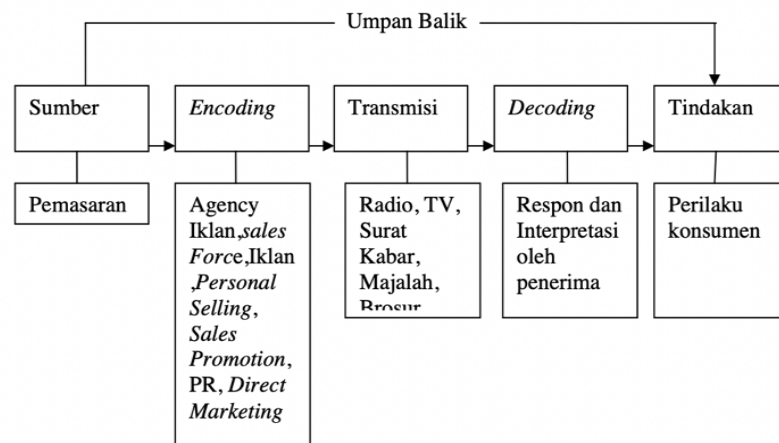 Umpan Balik
Sumber
Encoding
Transmisi
Decoding
Tindakan
Pemasaran
Agency
Iklan,sales
Force,Iklan
,Personal
Selling,
Sales
Promotion,
PR, Direct
Marketing
Radio, TV,
Surat
Kabar,
Majalah,
Brosur
Respon dan
Interpretasi
oleh
penerima
Perilaku
konsumen